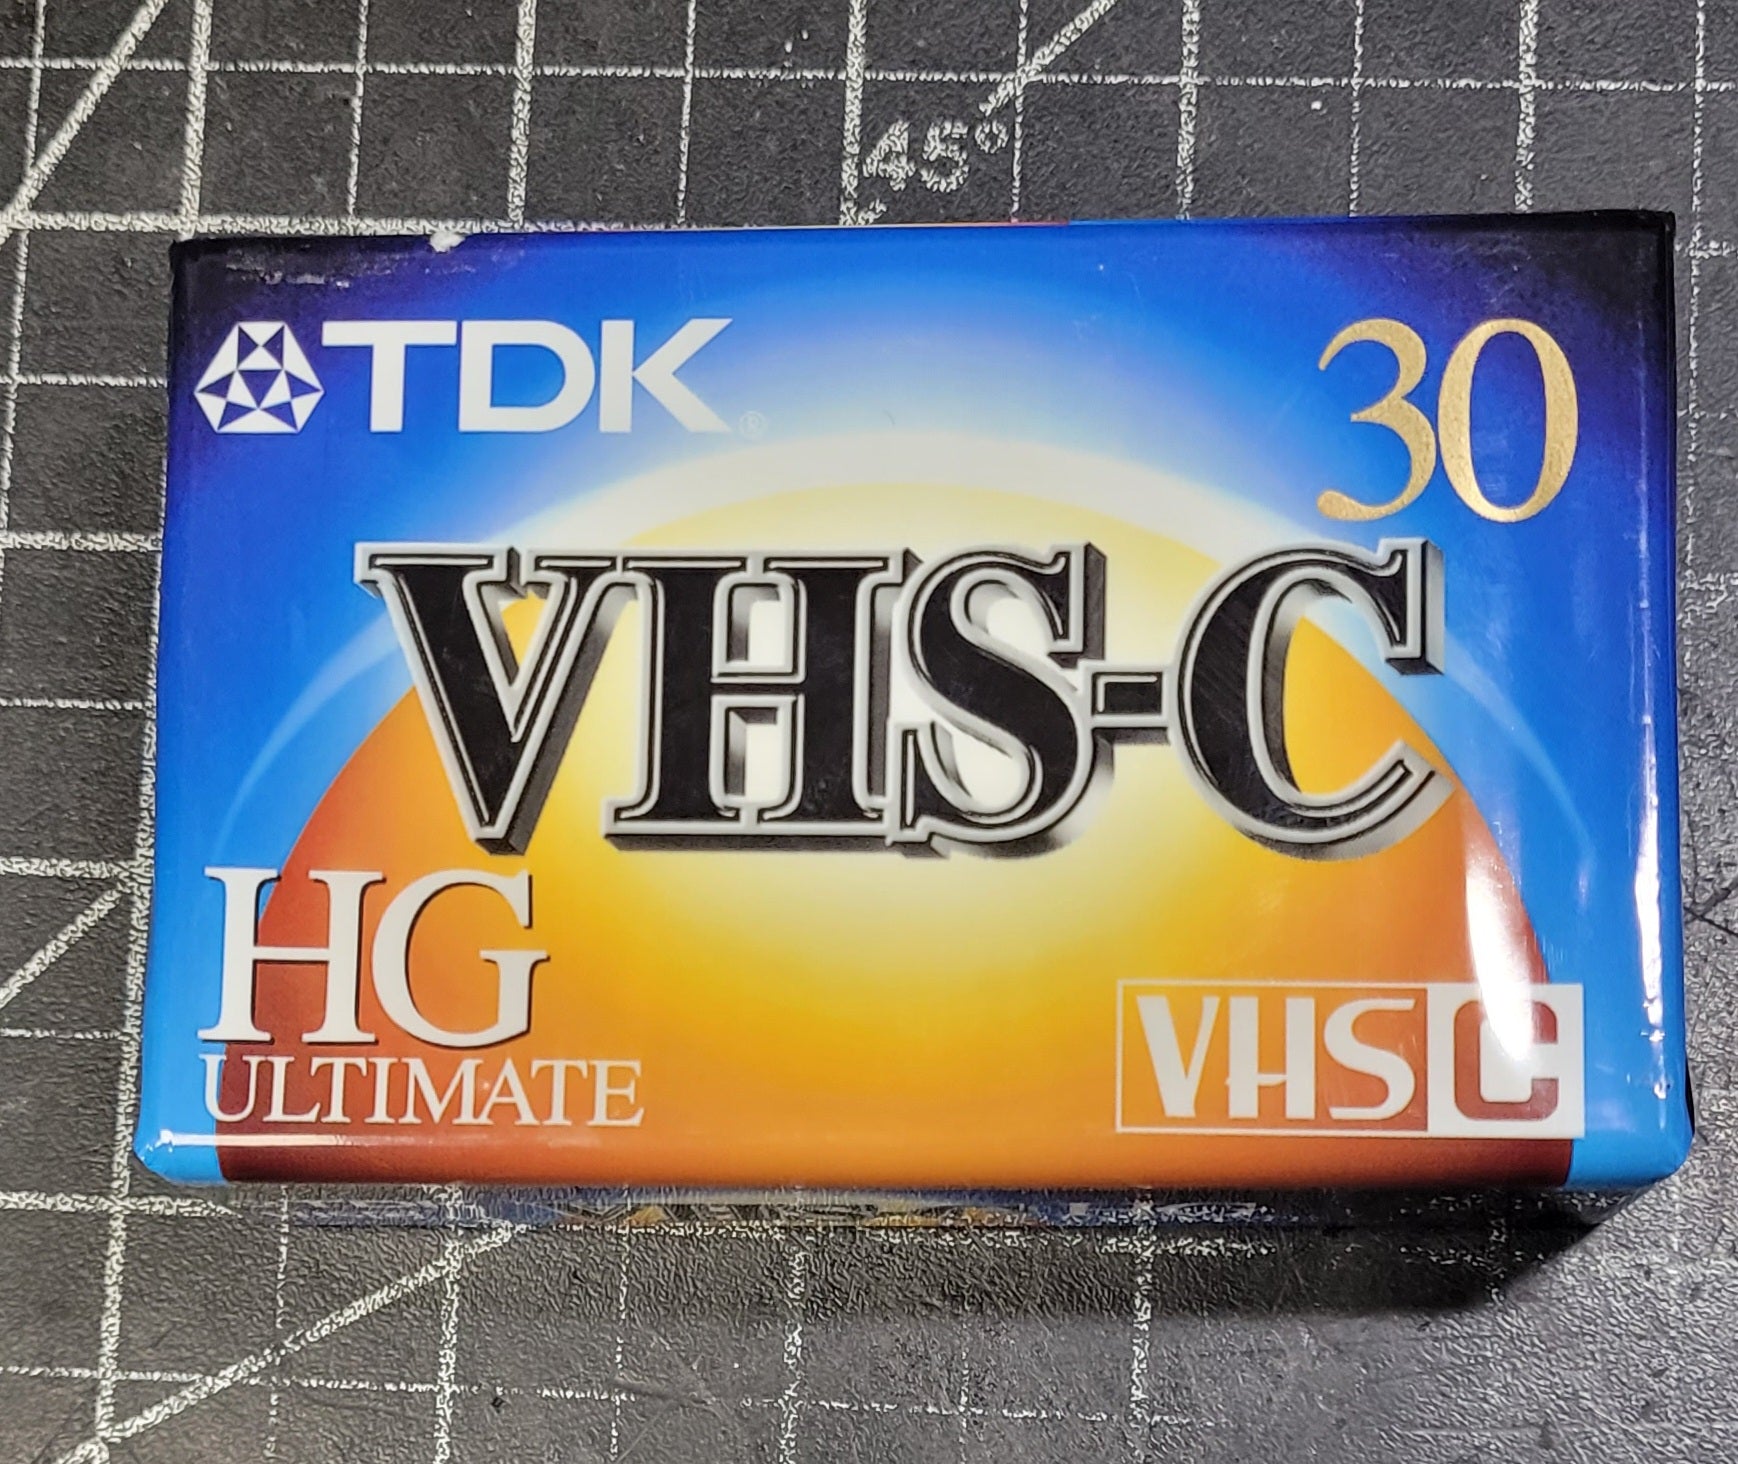 45°
TDK®
30
VHS-C
HG
ULTIMATE
VHS C